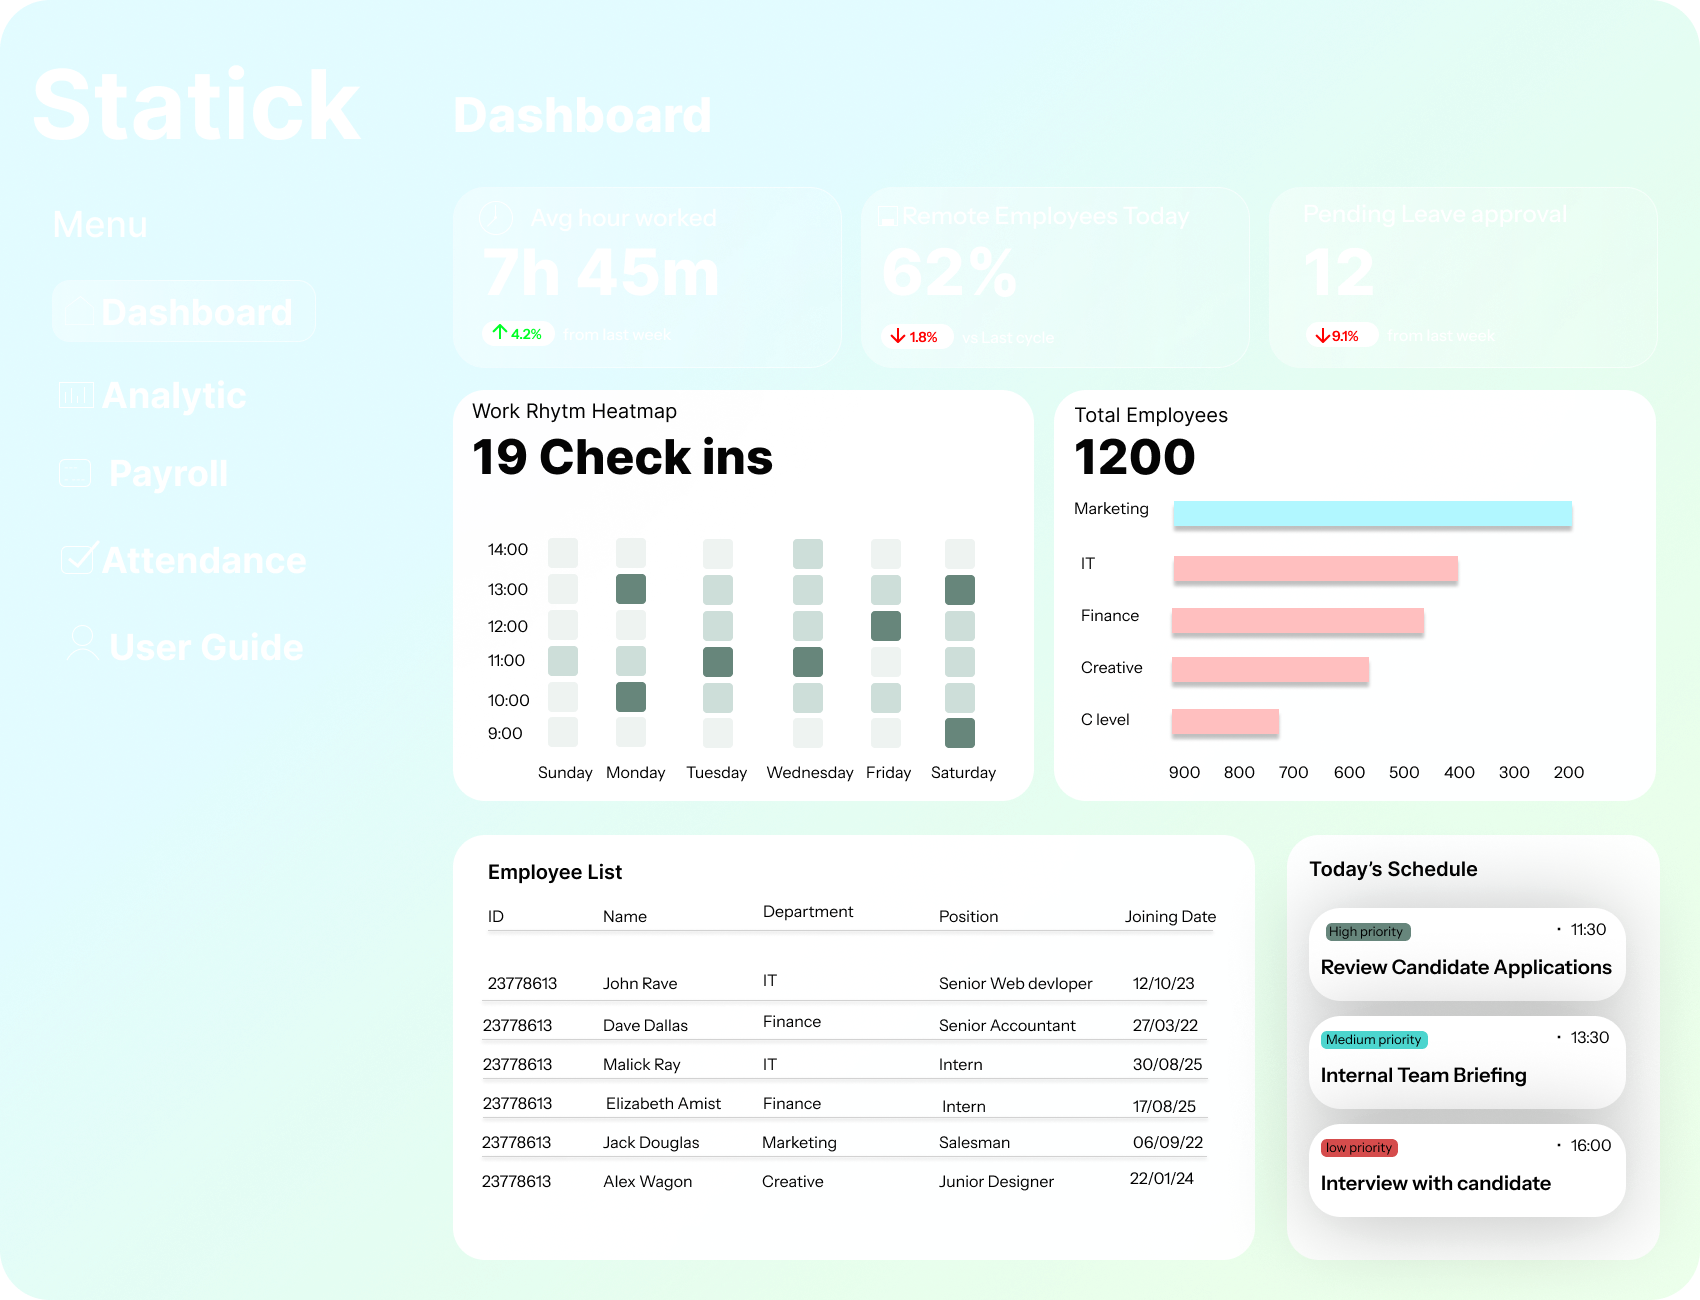 Statick
Menu
Dashboard
Analytic
Payroll
Attendance
User Guide
Dashboard
Avg hour worked
7h 45m
4.2% from last week
Remote Employees Today
62%
1.8% vs Last cycle
Pending Leave approval
12
9.1% from last week
Work Rhytm Heatmap
19 Check ins
14:00
13:00
12:00
11:00
10:00
9:00
Sunday Monday Tuesday Wednesday Friday Saturday
Total Employees
1200
Marketing
IT
Finance
Creative
C level
900 800 700 600 500 400 300 200
Employee List
ID Name Department Position Joining Date
23778613 John Rave IT Senior Web devloper 12/10/23
23778613 Dave Dallas Finance Senior Accountant 27/03/22
23778613 Malick Ray IT Intern 30/08/25
23778613 Elizabeth Amist Finance Intern 17/08/25
23778613 Jack Douglas Marketing Salesman 06/09/22
23778613 Alex Wagon Creative Junior Designer 22/01/24
Today’s Schedule
High priority · 11:30
Review Candidate Applications
Medium priority · 13:30
Internal Team Briefing
low priority · 16:00
Interview with candidate